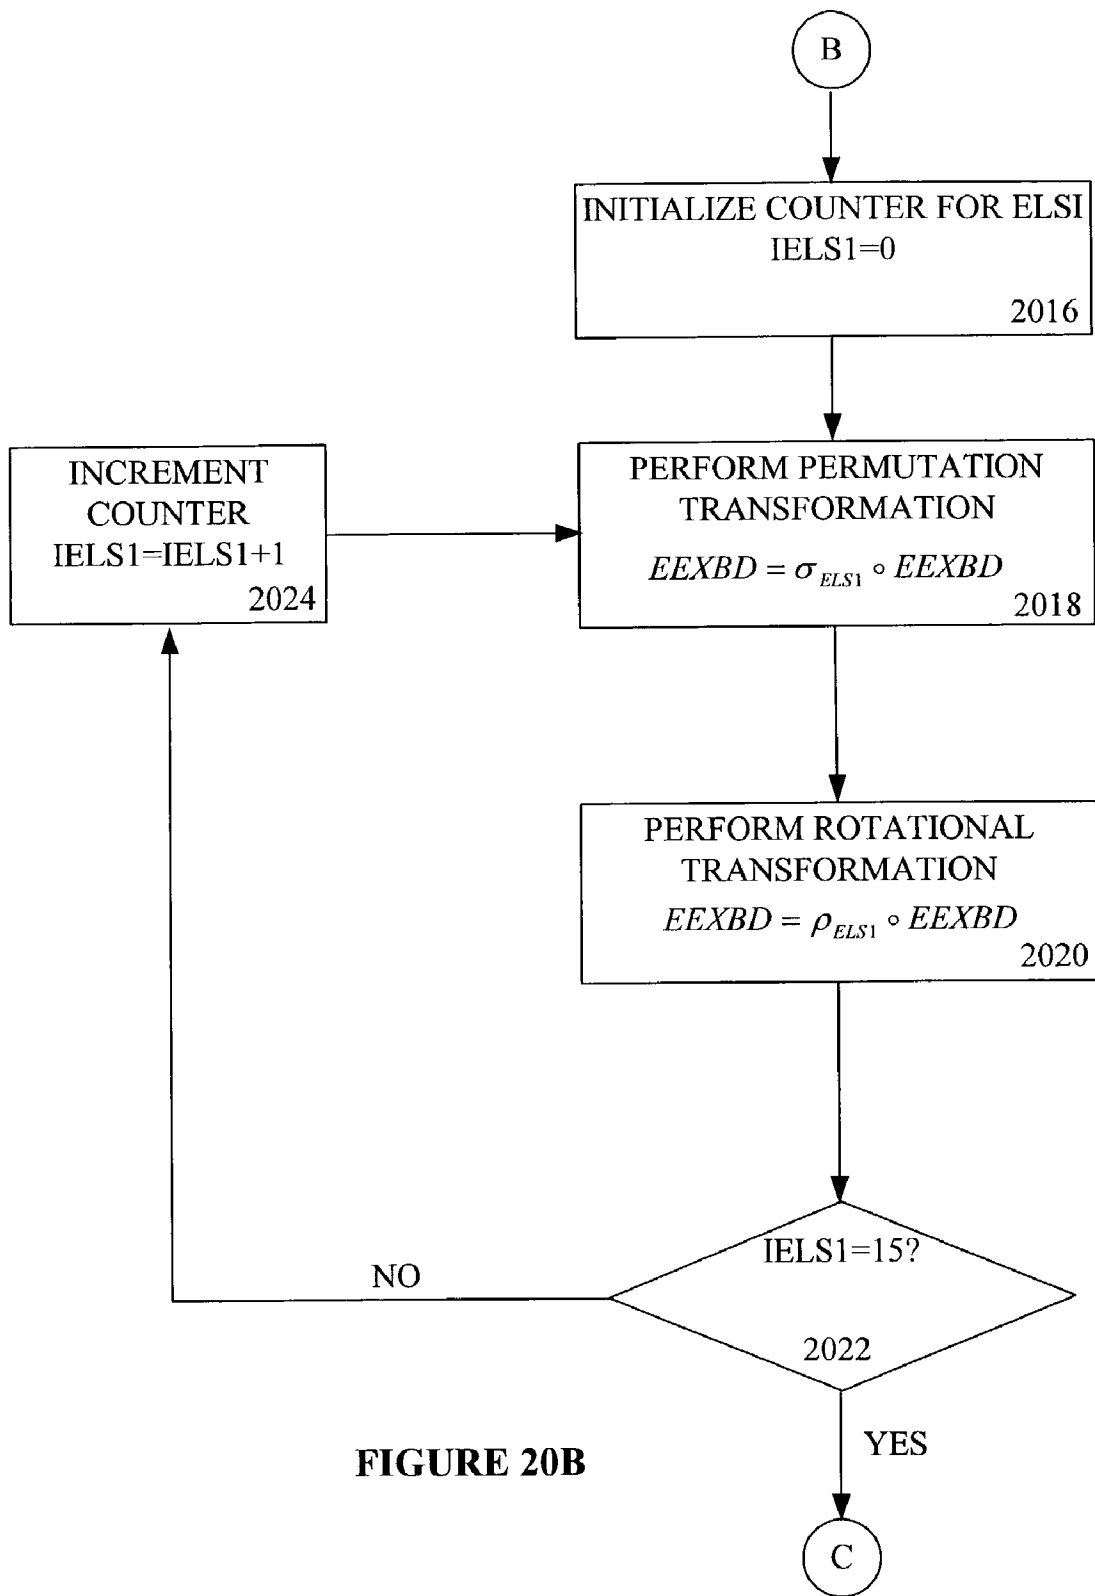 B
INITIALIZE COUNTER FOR ELSI
IELS1=0
2016
INCREMENT
COUNTER
IELS1=IELS1+1
2024
PERFORM PERMUTATION
TRANSFORMATION
EEXBD = σ_ELS1 ∘ EEXBD
2018
PERFORM ROTATIONAL
TRANSFORMATION
EEXBD = ρ_ELS1 ∘ EEXBD
2020
IELS1=15?
NO
2022
YES
FIGURE 20B
C